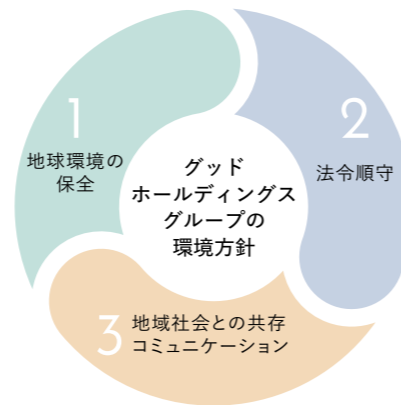 1
地球環境の
保全
2
法令順守
グッド
ホールディングス
グループの
環境方針
3
地域社会との共存
コミュニケーション